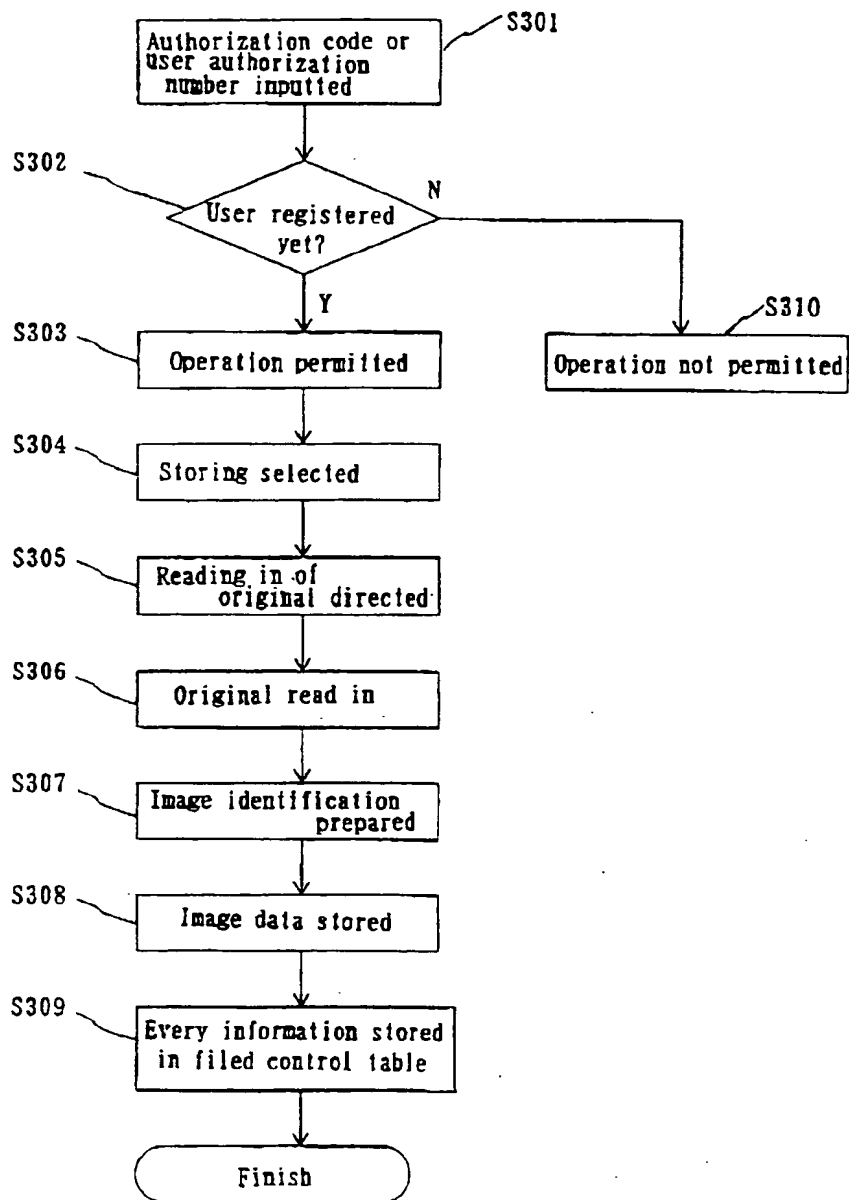 S301
Authorization code or
user authorization
number inputted
S302
User registered
yet?
N
Y
S303
Operation permitted
S310
Operation not permitted
S304
Storing selected
S305
Reading in of
original directed
S306
Original read in
S307
Image identification
prepared
S308
Image data stored
S309
Every information stored
in filed control table
Finish